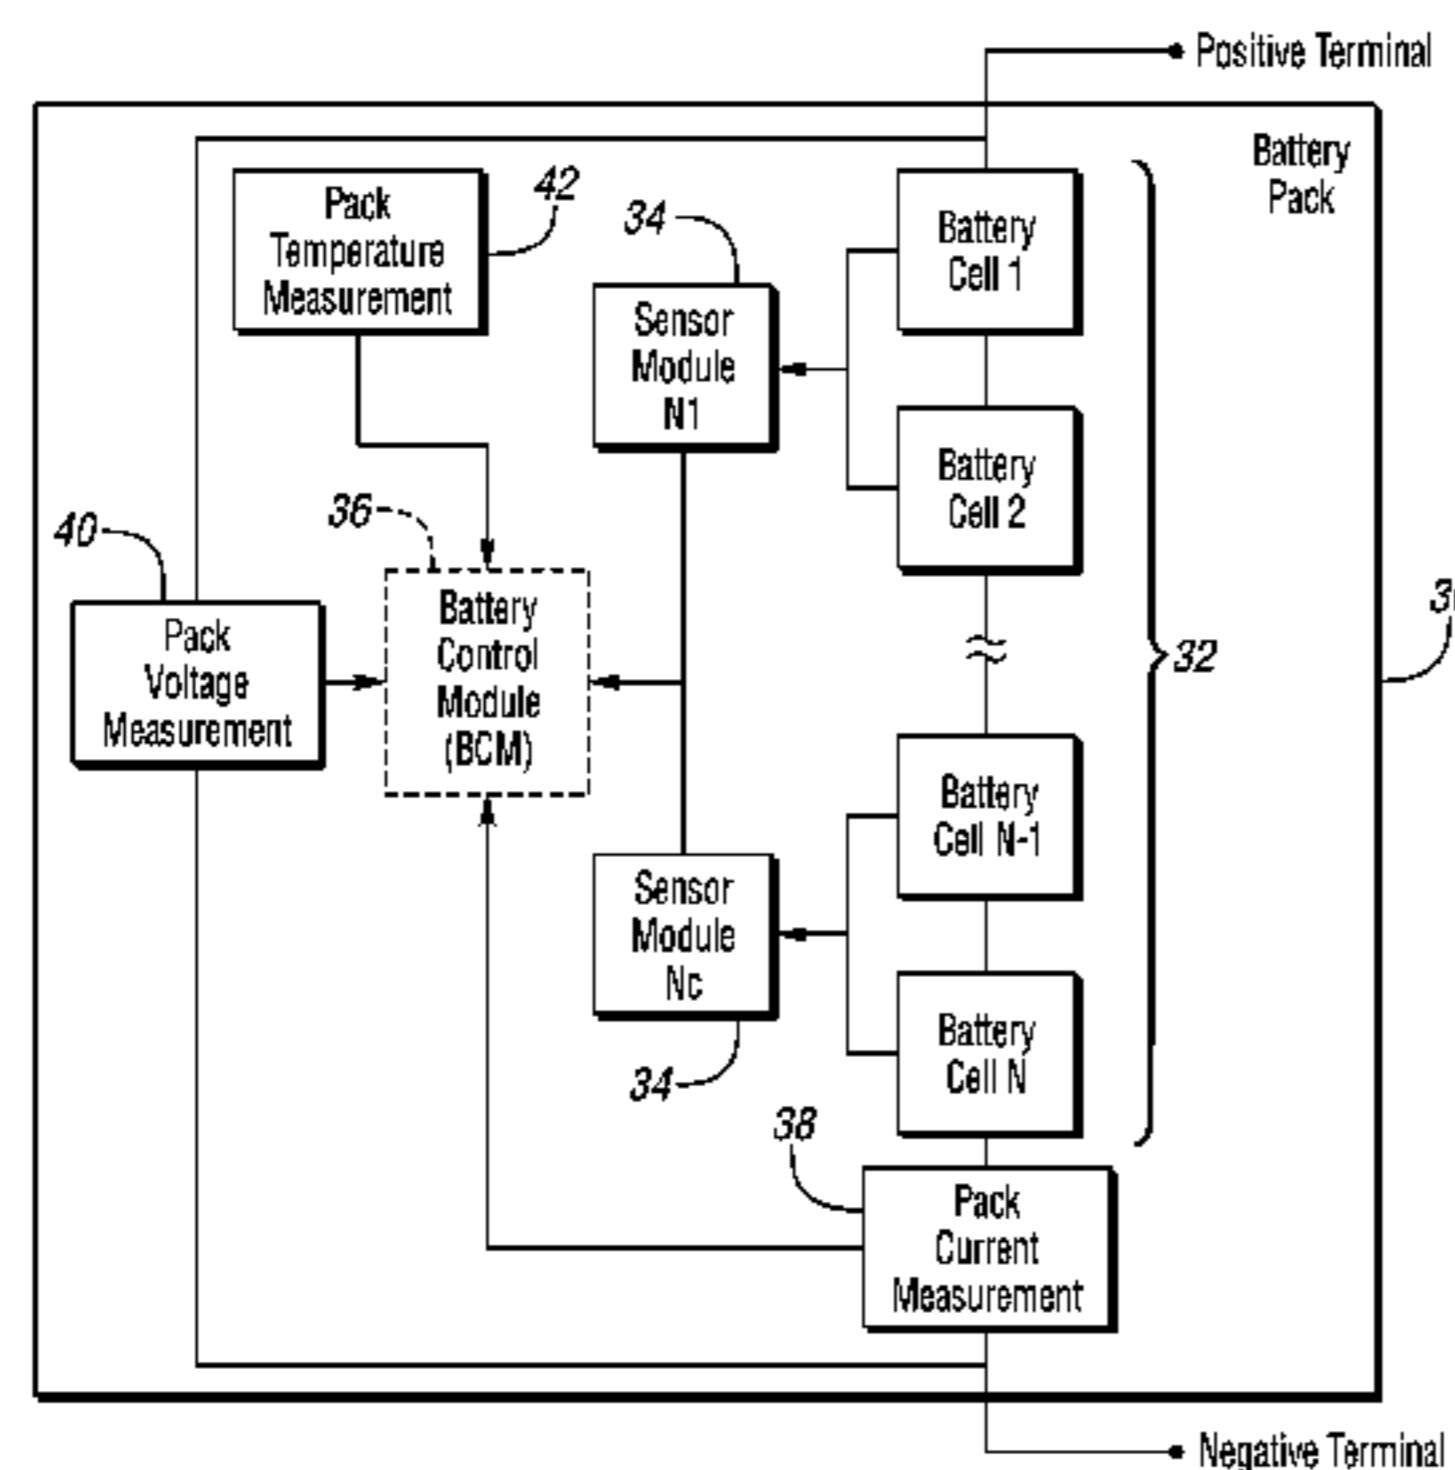 Positive Terminal
Battery
Pack
42
Pack
Temperature
Measurement
34
Sensor
Module
N1
Battery
Cell 1
Battery
Cell 2
36
40
Pack
Voltage
Measurement
Battery
Control
Module
(BCM)
32
Battery
Cell N-1
Sensor
Module
Nc
34
Battery
Cell N
38
Pack
Current
Measurement
Negative Terminal